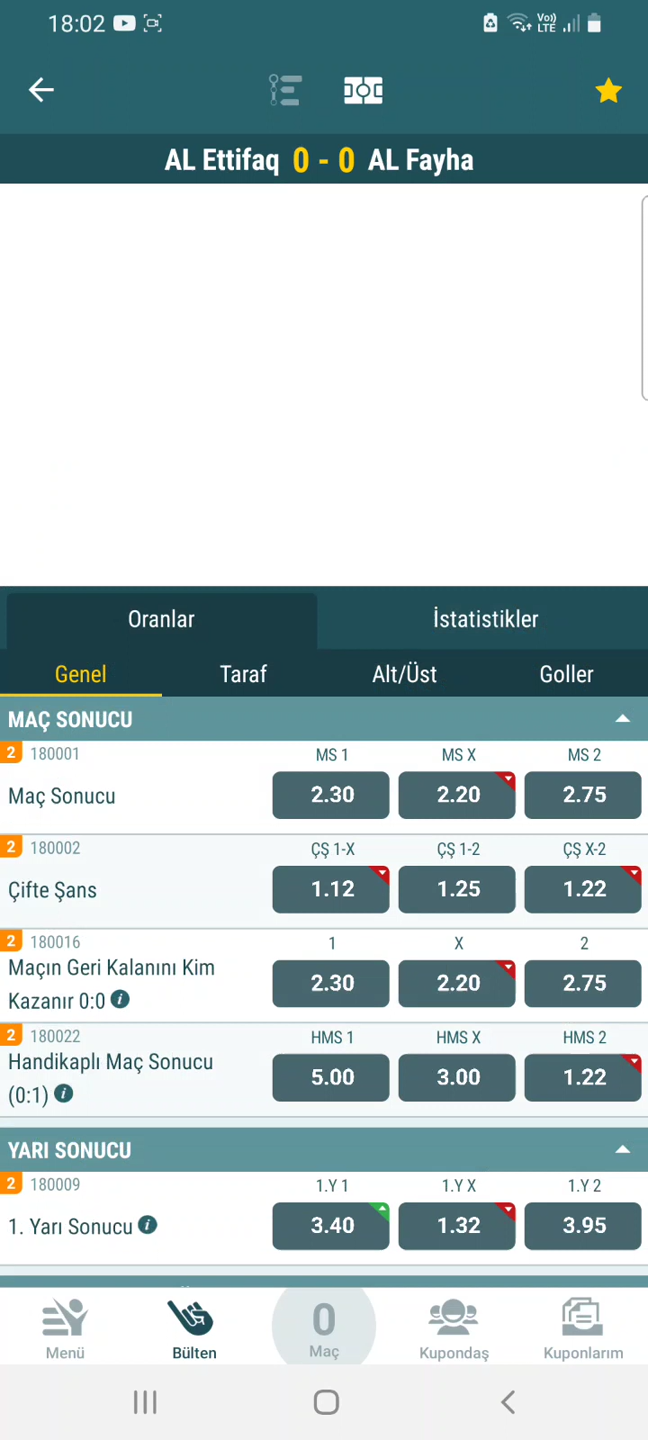 18:02
Vo))
LTE
AL Ettifaq 0 - 0 AL Fayha
Oranlar İstatistikler
Genel Taraf Alt/Üst Goller
MAÇ SONUCU
2 180001 MS 1 MS X MS 2
Maç Sonucu 2.30 2.20 2.75
2 180002 ÇŞ 1-X ÇŞ 1-2 ÇŞ X-2
Çifte Şans 1.12 1.25 1.22
2 180016 1 X 2
Maçın Geri Kalanını Kim
Kazanır 0:0 i 2.30 2.20 2.75
2 180022 HMS 1 HMS X HMS 2
Handikaplı Maç Sonucu
(0:1) i 5.00 3.00 1.22
YARI SONUCU
2 180009 1.Y 1 1.Y X 1.Y 2
1. Yarı Sonucu i 3.40 1.32 3.95
0
Menü Bülten Maç Kupondaş Kuponlarım